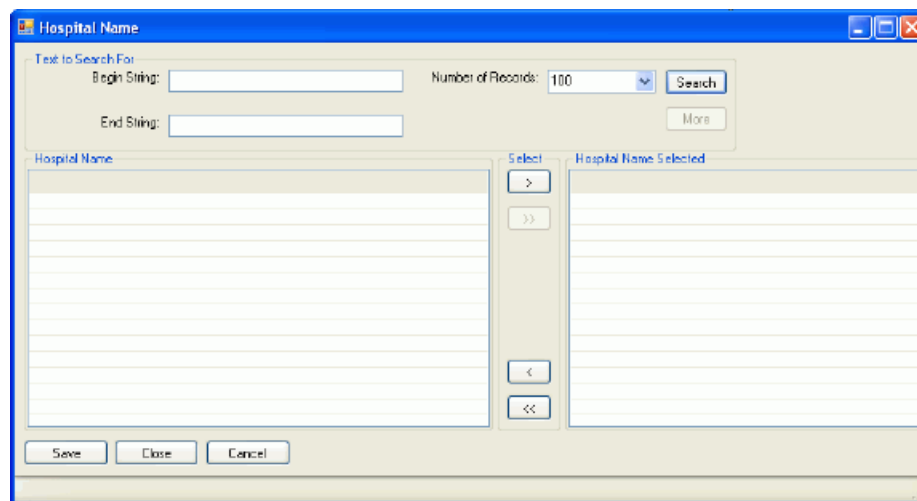 Hospital Name
Text to Search For
Begin String:
Number of Records: 100 Search
End String:
More
Hospital Name
Select
Hospital Name Selected
>
>>
<
<<
Save Close Cancel